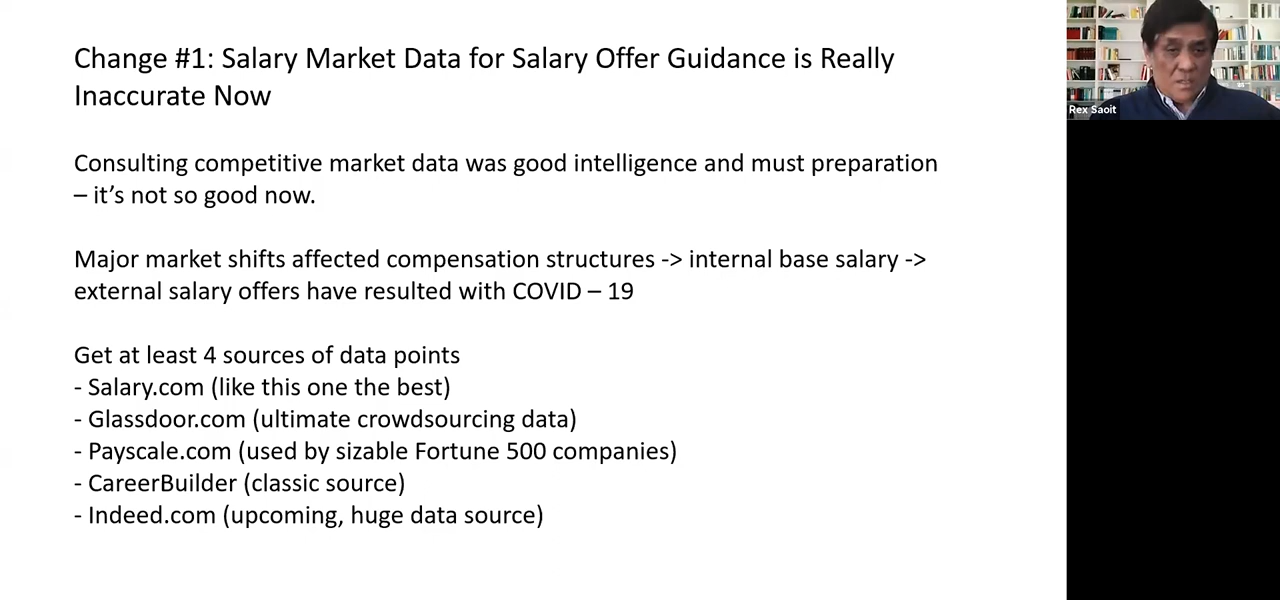 Change #1: Salary Market Data for Salary Offer Guidance is Really
Inaccurate Now
Consulting competitive market data was good intelligence and must preparation
– it’s not so good now.
Major market shifts affected compensation structures -> internal base salary ->
external salary offers have resulted with COVID – 19
Get at least 4 sources of data points
- Salary.com (like this one the best)
- Glassdoor.com (ultimate crowdsourcing data)
- Payscale.com (used by sizable Fortune 500 companies)
- CareerBuilder (classic source)
- Indeed.com (upcoming, huge data source)
Rex Saoit